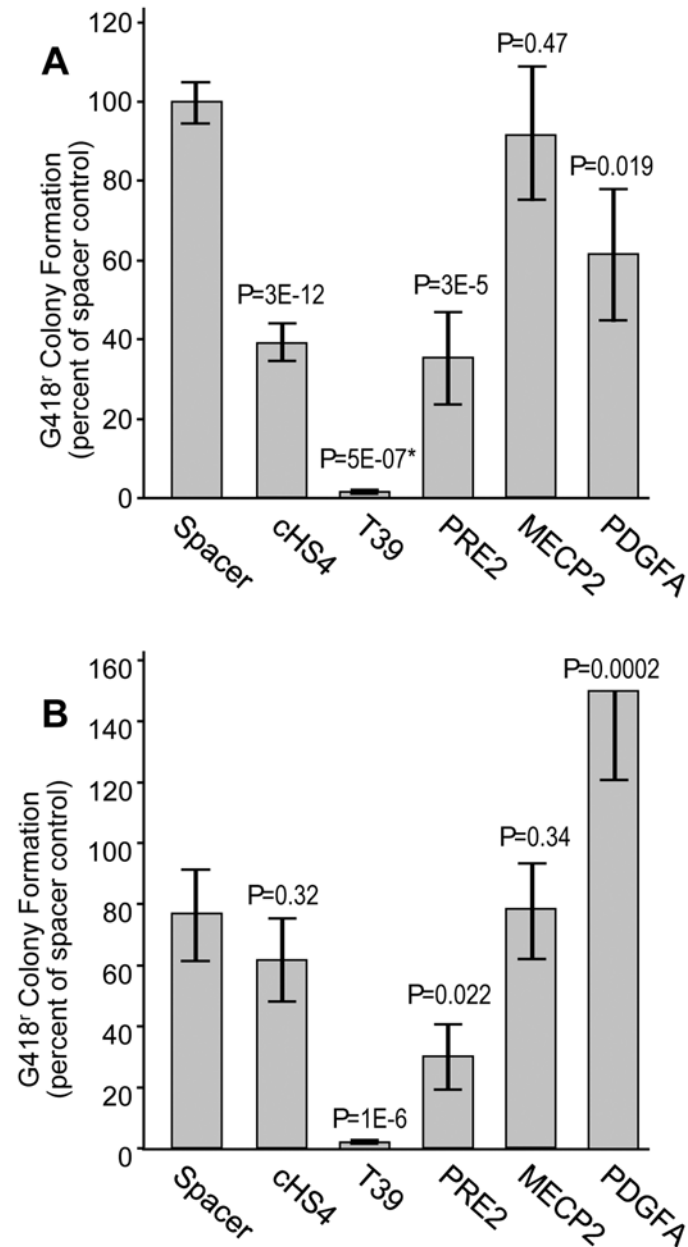 A
G418ʳ Colony Formation
(percent of spacer control)
120
100
80
60
40
20
0
P=3E-12
P=5E-07*
P=3E-5
P=0.47
P=0.019
Spacer
cHS4
T39
PRE2
MECP2
PDGFA
B
G418ʳ Colony Formation
(percent of spacer control)
160
140
120
100
80
60
40
20
0
P=0.32
P=1E-6
P=0.022
P=0.34
P=0.0002
Spacer
cHS4
T39
PRE2
MECP2
PDGFA